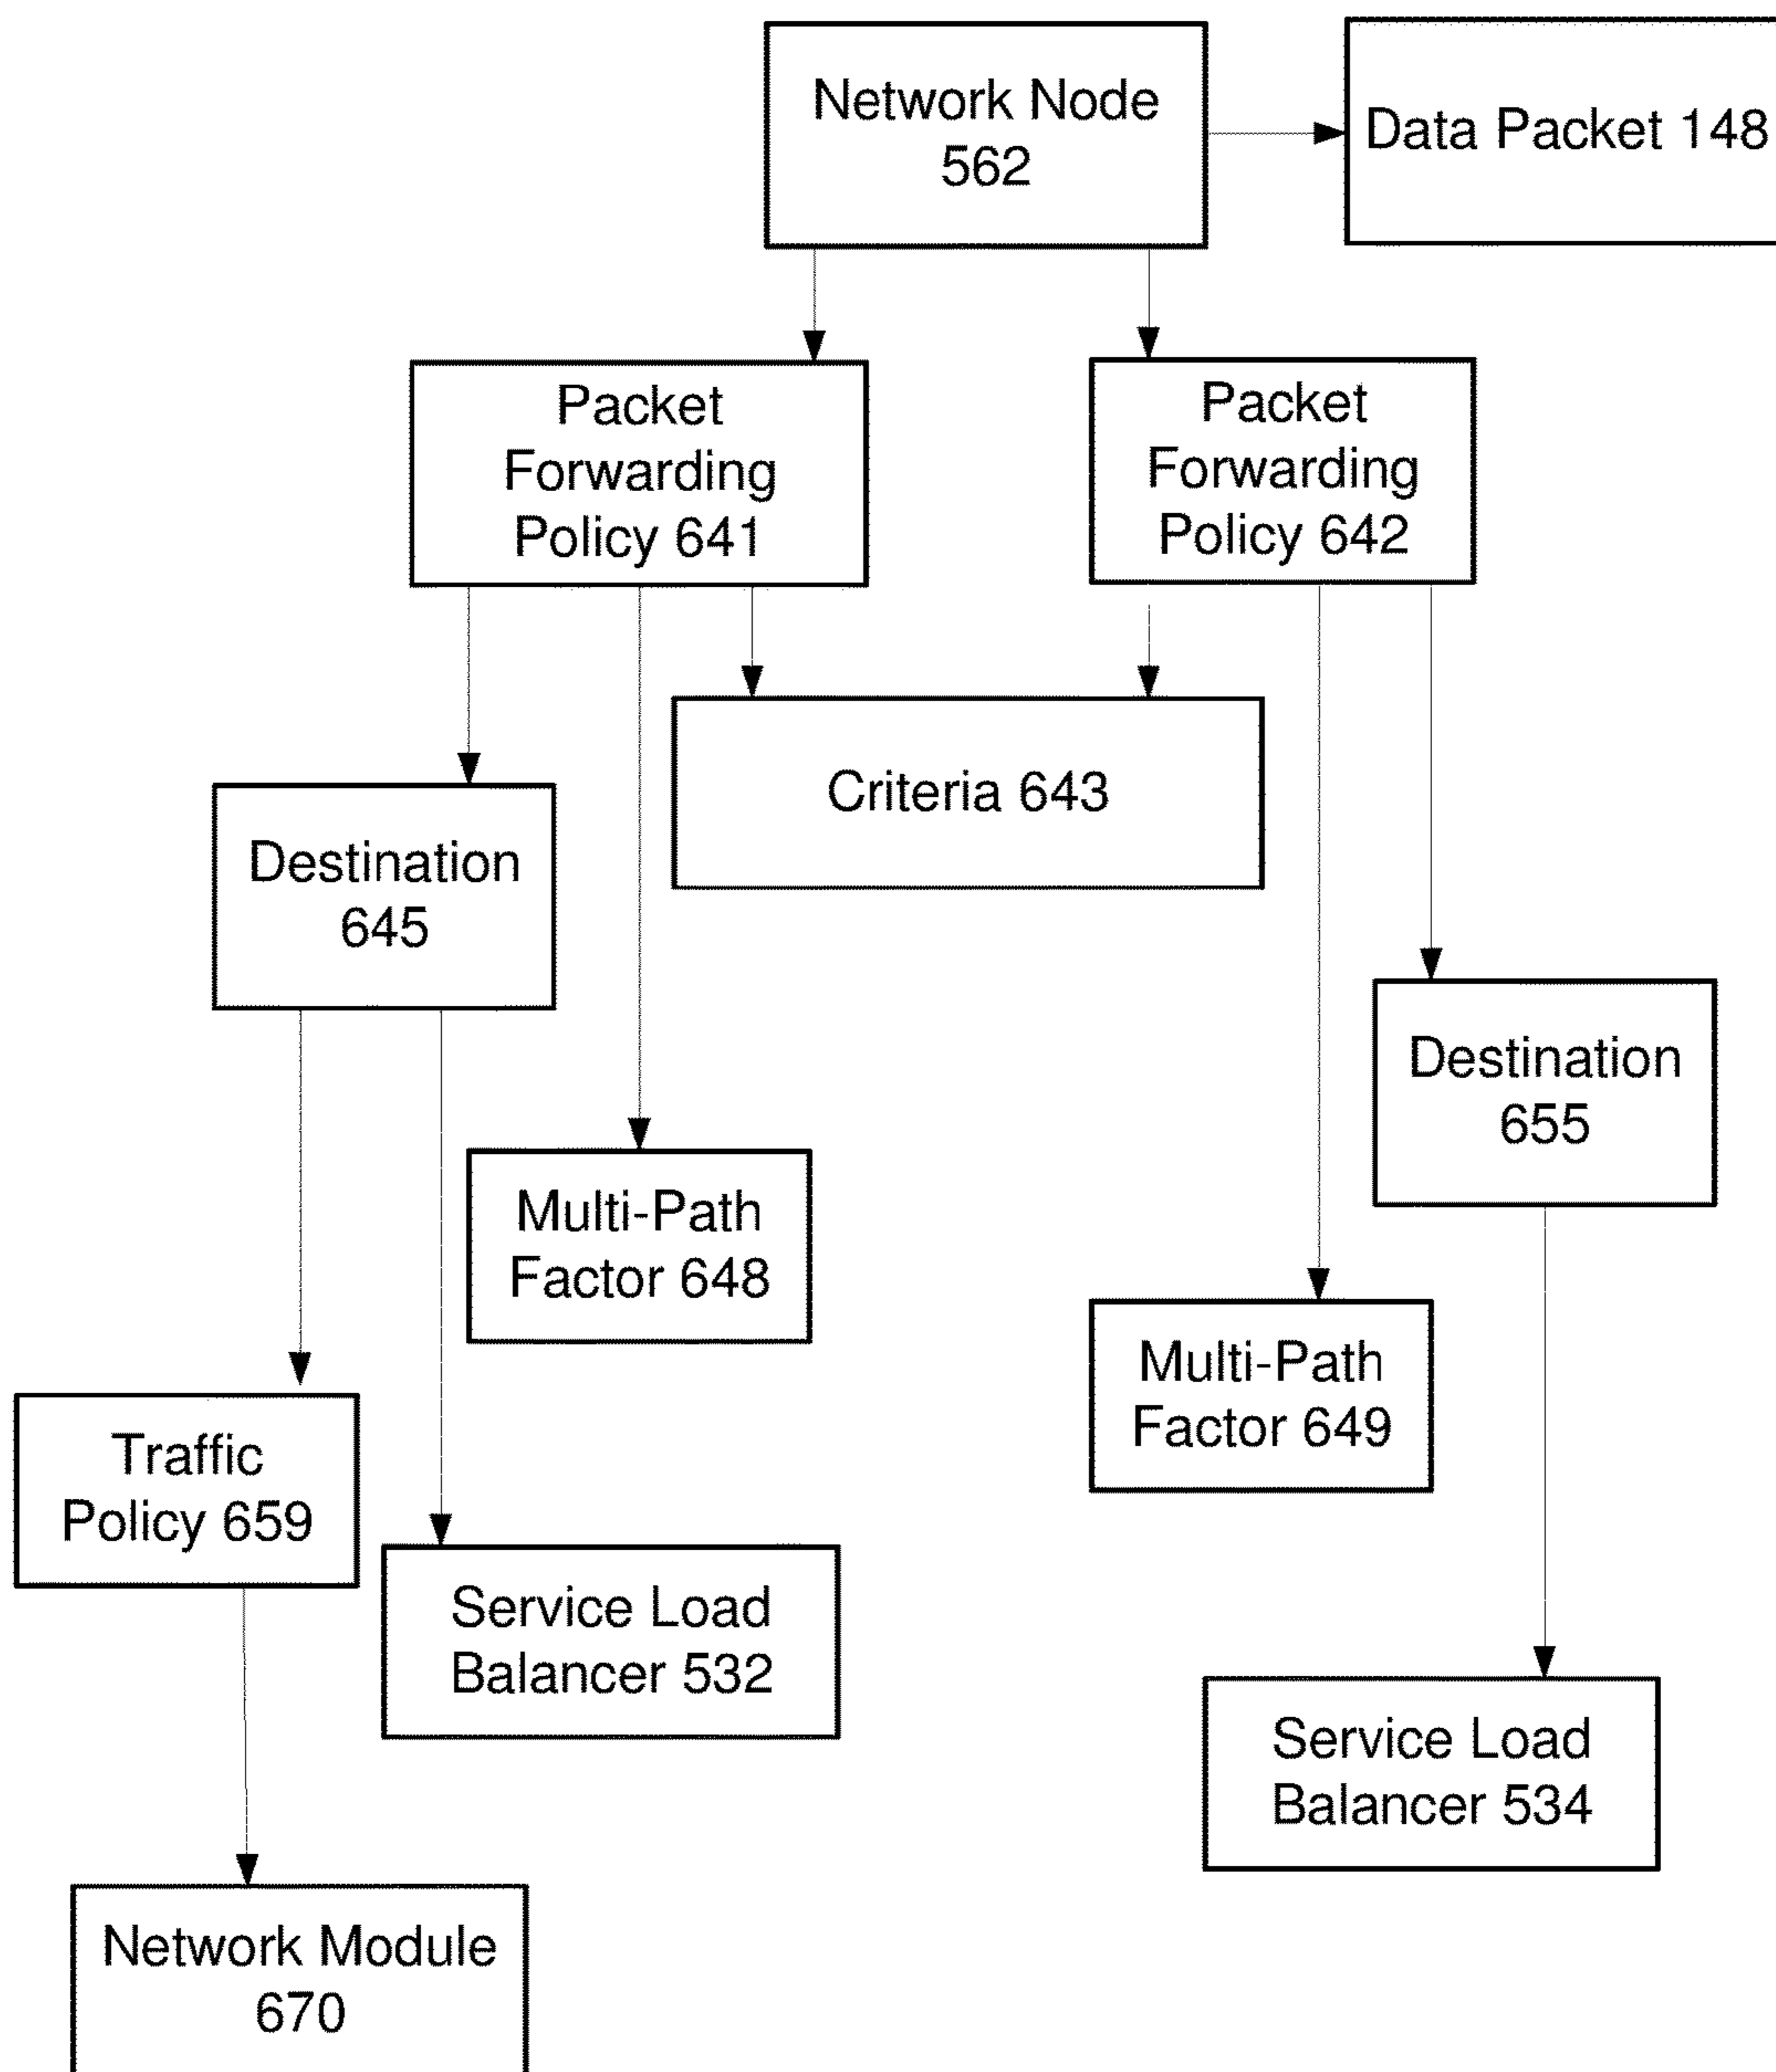 Network Node
562
Data Packet 148
Packet
Forwarding
Policy 641
Packet
Forwarding
Policy 642
Criteria 643
Destination
645
Destination
655
Multi-Path
Factor 648
Multi-Path
Factor 649
Traffic
Policy 659
Service Load
Balancer 532
Service Load
Balancer 534
Network Module
670